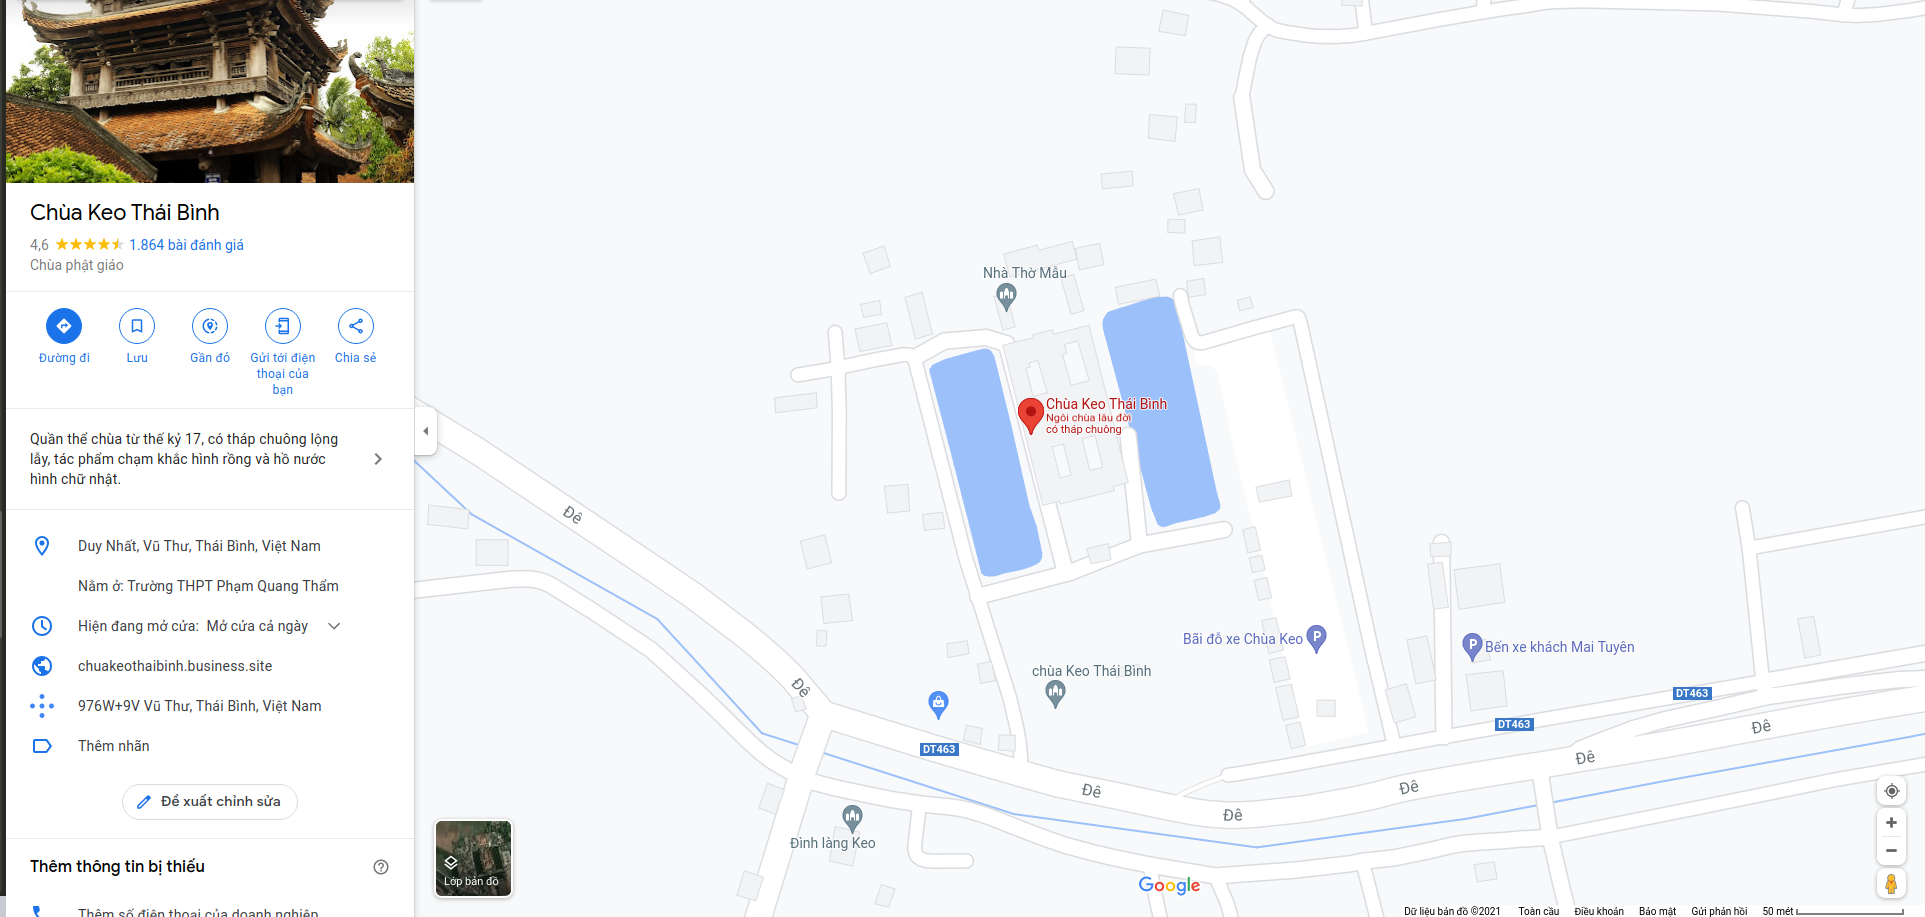 Chùa Keo Thái Bình
4,6 1.864 bài đánh giá
Chùa phật giáo
Đường đi
Lưu
Gần đó
Gửi tới điện
thoại của
bạn
Chia sẻ
Quần thể chùa từ thế kỷ 17, có tháp chuông lộng
lẫy, tác phẩm chạm khắc hình rồng và hồ nước
hình chữ nhật.
Duy Nhất, Vũ Thư, Thái Bình, Việt Nam
Nằm ở: Trường THPT Phạm Quang Thẩm
Hiện đang mở cửa: Mở cửa cả ngày
chuakeothaibinh.business.site
976W+9V Vũ Thư, Thái Bình, Việt Nam
Thêm nhãn
Đề xuất chỉnh sửa
Thêm thông tin bị thiếu
Thêm số điện thoại của doanh nghiệp
Nhà Thờ Mẫu
Chùa Keo Thái Bình
Ngôi chùa lâu đời
có tháp chuông
Đê
Bãi đỗ xe Chùa Keo
P
P
Bến xe khách Mai Tuyên
chùa Keo Thái Bình
Đê
DT463
DT463
DT463
Đê
Đê
Đê
Đê
Đê
Đình làng Keo
Lớp bản đồ
Google
Dữ liệu bản đồ ©2021
Toàn cầu
Điều khoản
Bảo mật
Gửi phản hồi
50 mét